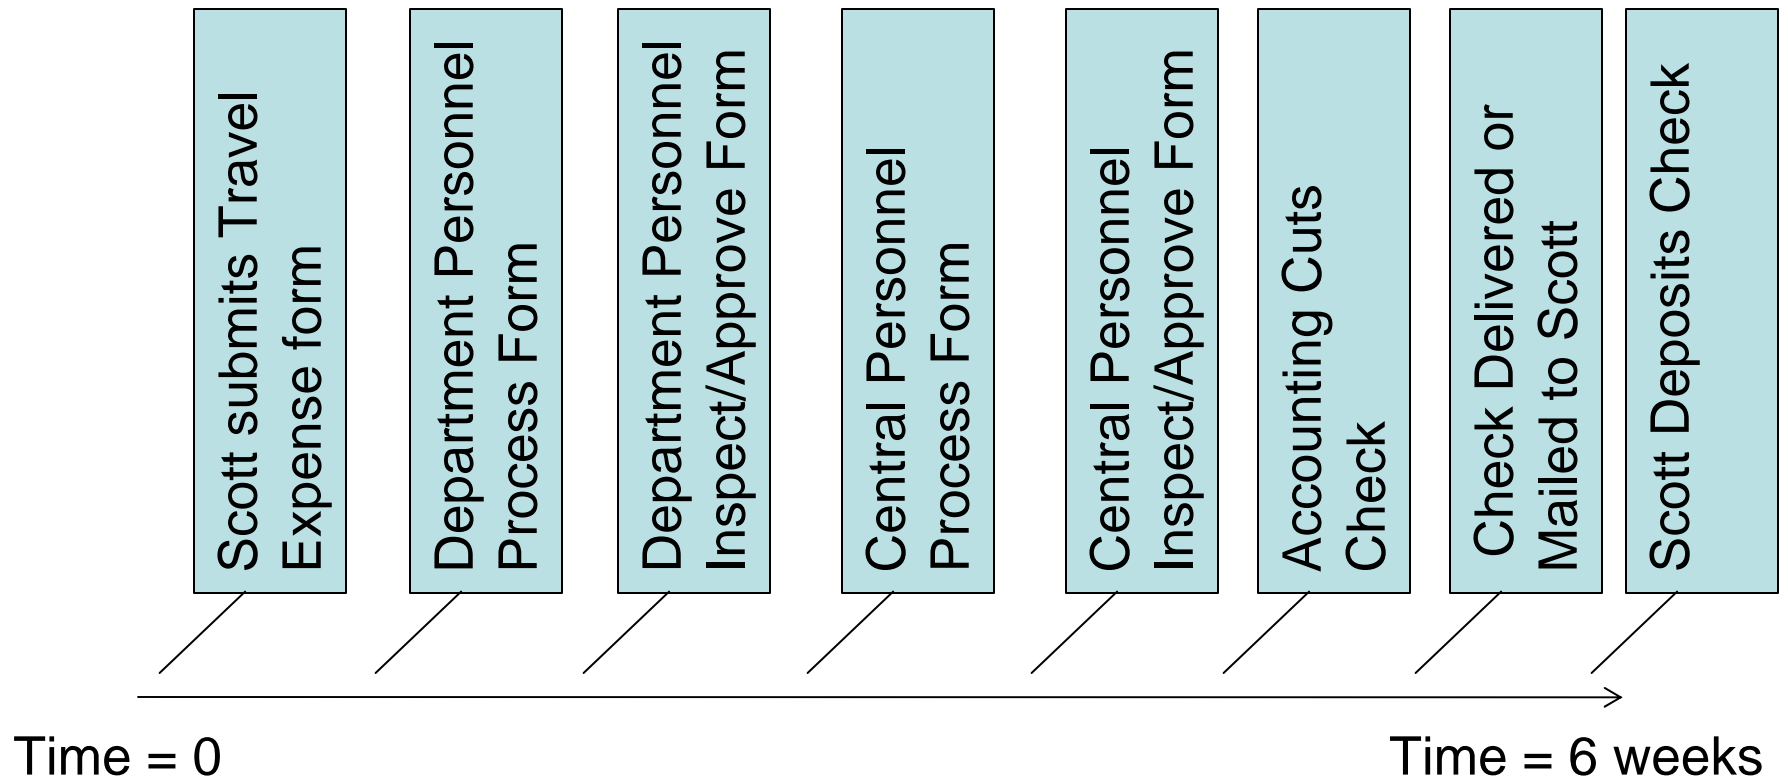 Scott submits Travel
Expense form
Department Personnel
Process Form
Department Personnel
Inspect/Approve Form
Central Personnel
Process Form
Central Personnel
Inspect/Approve Form
Accounting Cuts
Check
Check Delivered or
Mailed to Scott
Scott Deposits Check
Time = 0
Time = 6 weeks